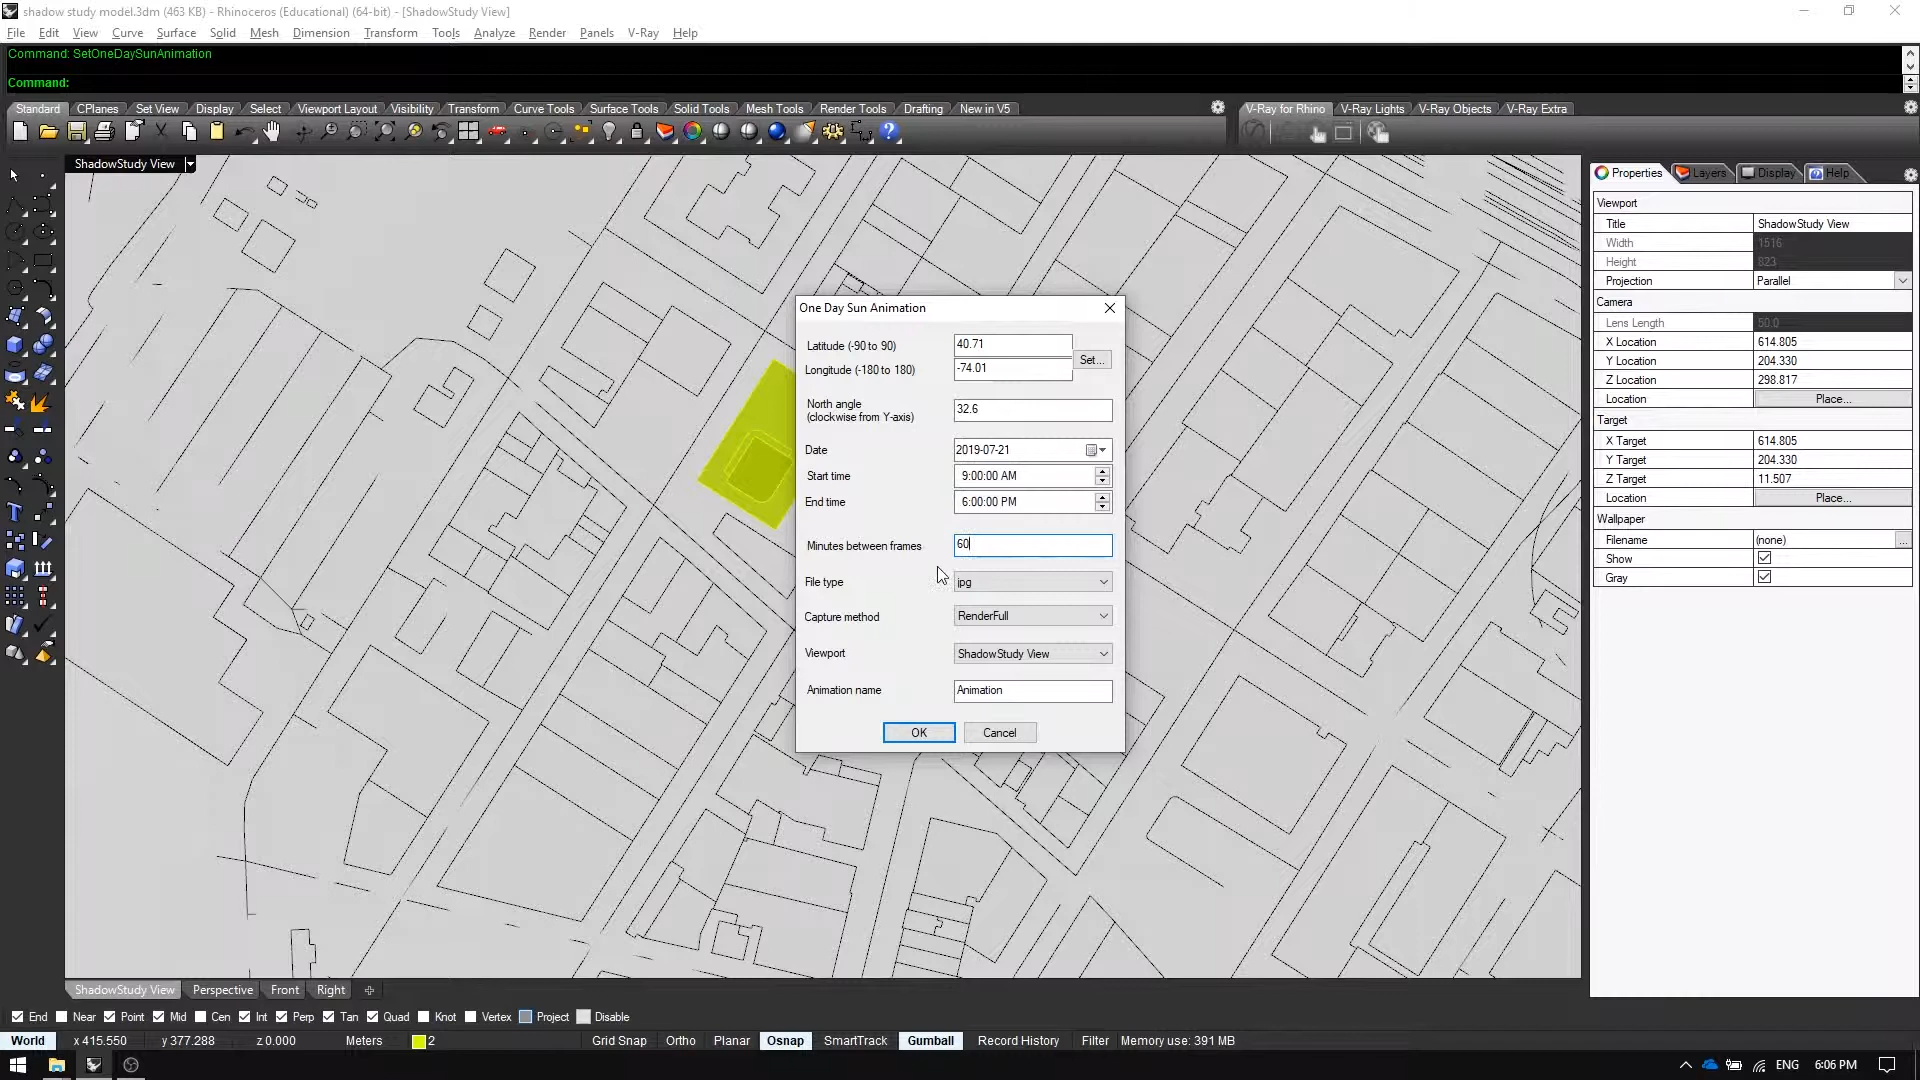 shadow study model.3dm (463 KB) - Rhinoceros (Educational) (64-bit) - [ShadowStudy View]
File Edit View Curve Surface Solid Mesh Dimension Transform Tools Analyze Render Panels V-Ray Help
Command: SetOneDaySunAnimation
Command:
Standard CPlanes Set View Display Select Viewport Layout Visibility Transform Curve Tools Surface Tools Solid Tools Mesh Tools Render Tools Drafting New in V5 V-Ray for Rhino V-Ray Lights V-Ray Objects V-Ray Extra
ShadowStudy View
Properties Layers Display Help
Viewport
Title ShadowStudy View
Width 1516
Height 823
Projection Parallel
Camera
Lens Length 50.0
X Location 614.805
Y Location 204.330
Z Location 298.817
Location Place...
Target
X Target 614.805
Y Target 204.330
Z Target 11.507
Location Place...
Wallpaper
Filename (none) ...
Show
Gray
One Day Sun Animation
Latitude (-90 to 90) 40.71
Set...
Longitude (-180 to 180) -74.01
North angle
(clockwise from Y-axis) 32.6
Date 2019-07-21
Start time 9:00:00 AM
End time 6:00:00 PM
Minutes between frames 60
File type jpg
Capture method RenderFull
Viewport ShadowStudy View
Animation name Animation
OK Cancel
ShadowStudy View Perspective Front Right
End Near Point Mid Cen Int Perp Tan Quad Knot Vertex Project Disable
World x 415.550 y 377.288 z 0.000 Meters 2 Grid Snap Ortho Planar Osnap SmartTrack Gumball Record History Filter Memory use: 391 MB
ENG 6:06 PM